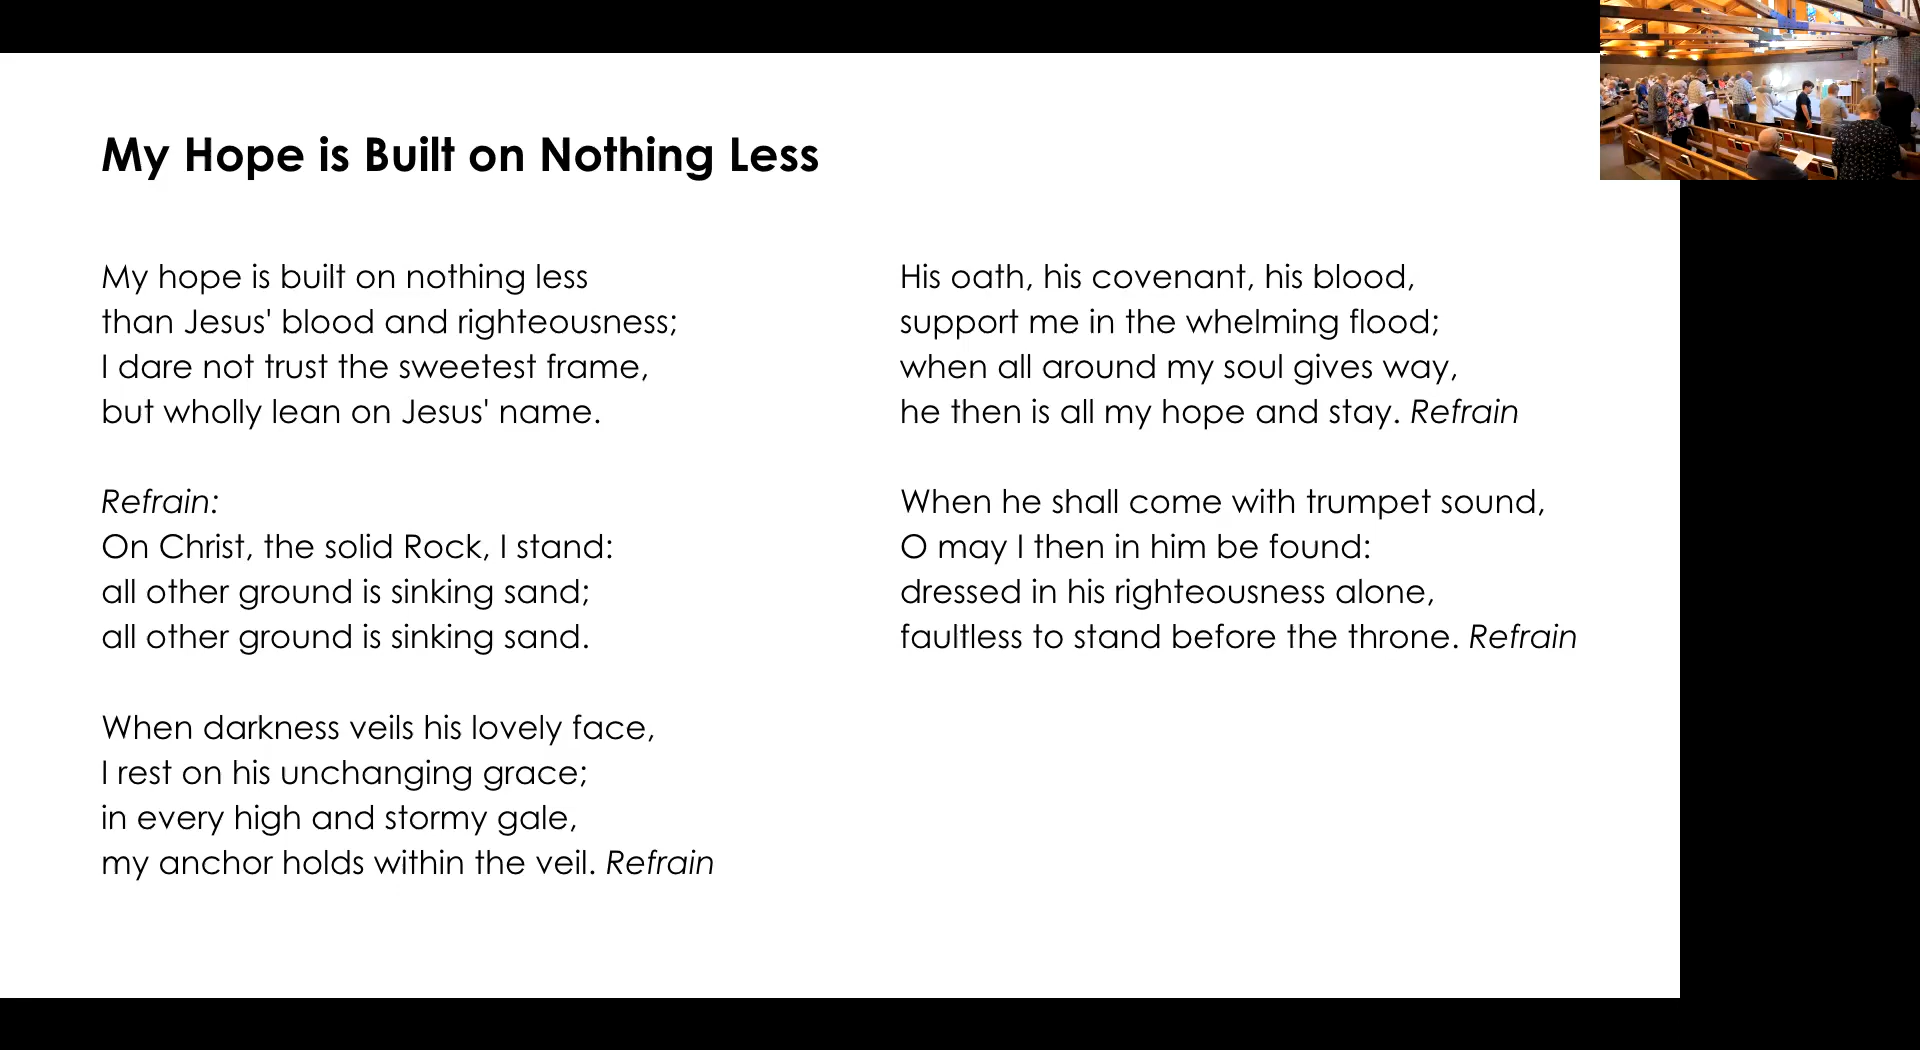 My Hope is Built on Nothing Less
My hope is built on nothing less
than Jesus' blood and righteousness;
I dare not trust the sweetest frame,
but wholly lean on Jesus' name.
Refrain:
On Christ, the solid Rock, I stand:
all other ground is sinking sand;
all other ground is sinking sand.
When darkness veils his lovely face,
I rest on his unchanging grace;
in every high and stormy gale,
my anchor holds within the veil. Refrain
His oath, his covenant, his blood,
support me in the whelming flood;
when all around my soul gives way,
he then is all my hope and stay. Refrain
When he shall come with trumpet sound,
O may I then in him be found:
dressed in his righteousness alone,
faultless to stand before the throne. Refrain